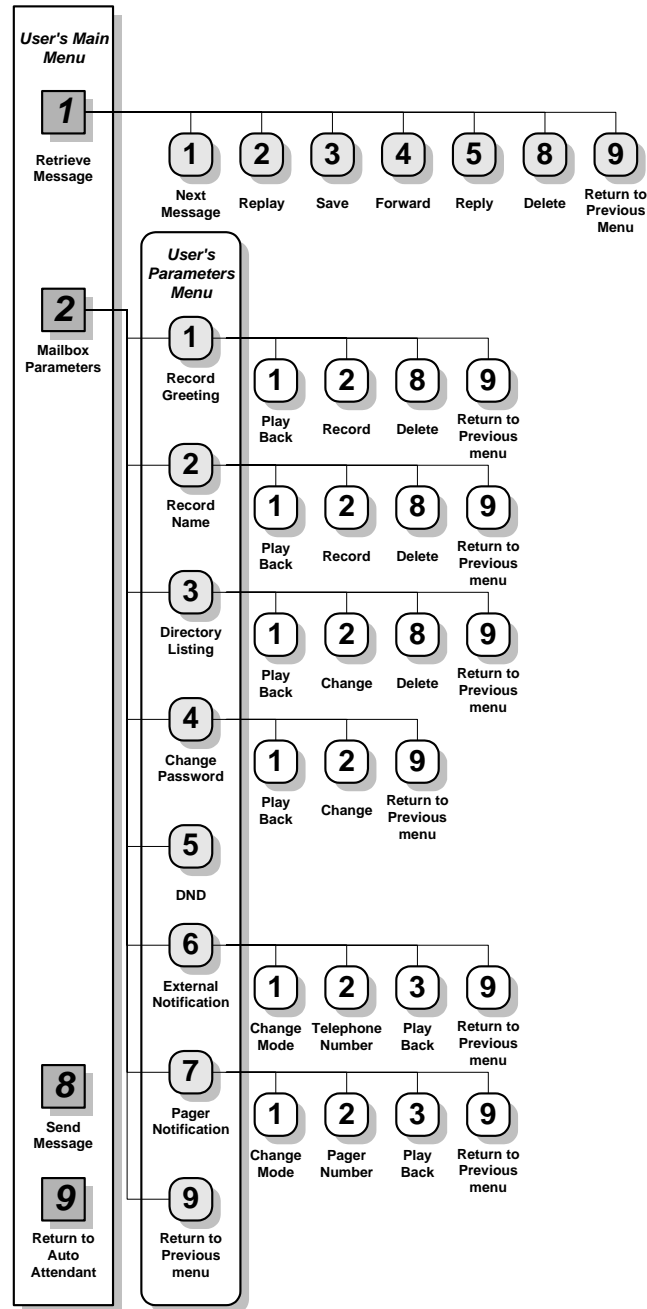 User's Main
Menu
1
Retrieve
Message
1
Next
Message
2
Replay
3
Save
4
Forward
5
Reply
8
Delete
9
Return to
Previous
Menu
2
Mailbox
Parameters
User's
Parameters
Menu
1
Record
Greeting
1
Play
Back
2
Record
8
Delete
9
Return to
Previous
menu
2
Record
Name
1
Play
Back
2
Record
8
Delete
9
Return to
Previous
menu
3
Directory
Listing
1
Play
Back
2
Change
8
Delete
9
Return to
Previous
menu
4
Change
Password
1
Play
Back
2
Change
9
Return to
Previous
menu
5
DND
6
External
Notification
1
Change
Mode
2
Telephone
Number
3
Play
Back
9
Return to
Previous
menu
7
Pager
Notification
1
Change
Mode
2
Pager
Number
3
Play
Back
9
Return to
Previous
menu
9
Return to
Previous
menu
8
Send
Message
9
Return to
Auto
Attendant